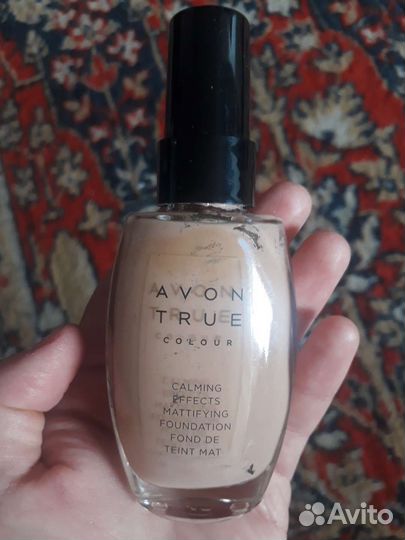 AVON
TRUE
COLOUR
CALMING
EFFECTS
MATTIFYING
FOUNDATION
FOND DE
TEINT MAT
Avito